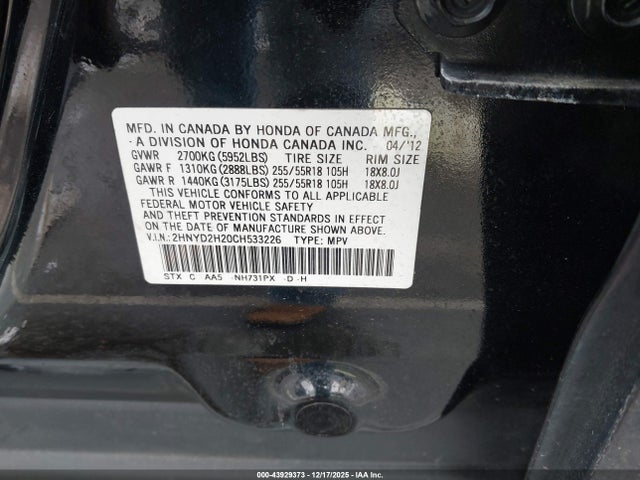 MFD. IN CANADA BY HONDA OF CANADA MFG.,
A DIVISION OF HONDA CANADA INC. 04/'12
GVWR 2700KG(5952LBS) TIRE SIZE RIM SIZE
GAWR F 1310KG(2888LBS) 255/55R18 105H 18X8.0J
GAWR R 1440KG(3175LBS) 255/55R18 105H 18X8.0J
THIS VEHICLE CONFORMS TO ALL APPLICABLE
FEDERAL MOTOR VEHICLE SAFETY AND
THEFT PREVENTION STANDARDS IN EFFECT
ON THE DATE OF MANUFACTURE SHOWN ABOVE.
V.I.N.: 2HNYD2H20CH533226 TYPE: MPV
STX C AA5 -NH731PX -D -H
000-43929373 - 12/17/2025 - IAA Inc.